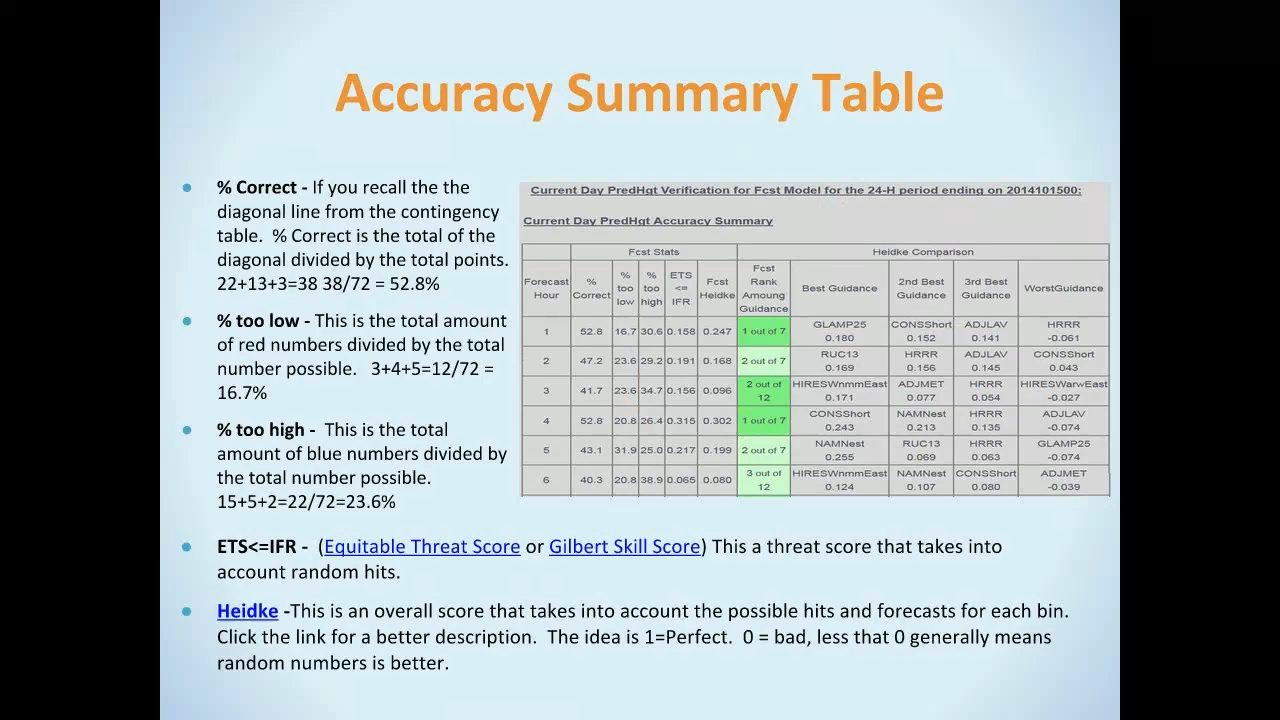 Accuracy Summary Table
% Correct - If you recall the the
diagonal line from the contingency
table.  % Correct is the total of the
diagonal divided by the total points.
22+13+3=38 38/72 = 52.8%
% too low - This is the total amount
of red numbers divided by the total
number possible.   3+4+5=12/72 =
16.7%
% too high -  This is the total
amount of blue numbers divided by
the total number possible.
15+5+2=22/72=23.6%
ETS<=IFR -  (Equitable Threat Score or Gilbert Skill Score) This a threat score that takes into
account random hits.
Heidke -This is an overall score that takes into account the possible hits and forecasts for each bin.
Click the link for a better description.  The idea is 1=Perfect.  0 = bad, less that 0 generally means
random numbers is better.
Current Day PredHgt Verification for Fcst Model for the 24-H period ending on 2014101500:
Current Day PredHgt Accuracy Summary
Fcst Stats Heidke Comparison
Forecast Hour % Correct % too low % too high ETS <= IFR Fcst Heidke Fcst Rank Amoung Guidance Best Guidance 2nd Best Guidance 3rd Best Guidance WorstGuidance
1 52.8 16.7 30.6 0.158 0.247 1 out of 7 GLAMP25 0.180 CONSShort 0.152 ADJLAV 0.141 HRRR -0.061
2 47.2 23.6 29.2 0.191 0.168 2 out of 7 RUC13 0.169 HRRR 0.156 ADJLAV 0.145 CONSShort 0.043
3 41.7 23.6 34.7 0.156 0.096 2 out of 12 HIRESWnmmEast 0.171 ADJMET 0.077 HRRR 0.054 HIRESWarwEast -0.027
4 52.8 20.8 26.4 0.315 0.302 1 out of 7 CONSShort 0.243 NAMNest 0.213 HRRR 0.135 ADJLAV -0.074
5 43.1 31.9 25.0 0.217 0.199 2 out of 7 NAMNest 0.255 RUC13 0.069 HRRR 0.063 GLAMP25 -0.074
6 40.3 20.8 38.9 0.065 0.080 3 out of 12 HIRESWnmmEast 0.124 NAMNest 0.107 CONSShort 0.080 ADJMET -0.039